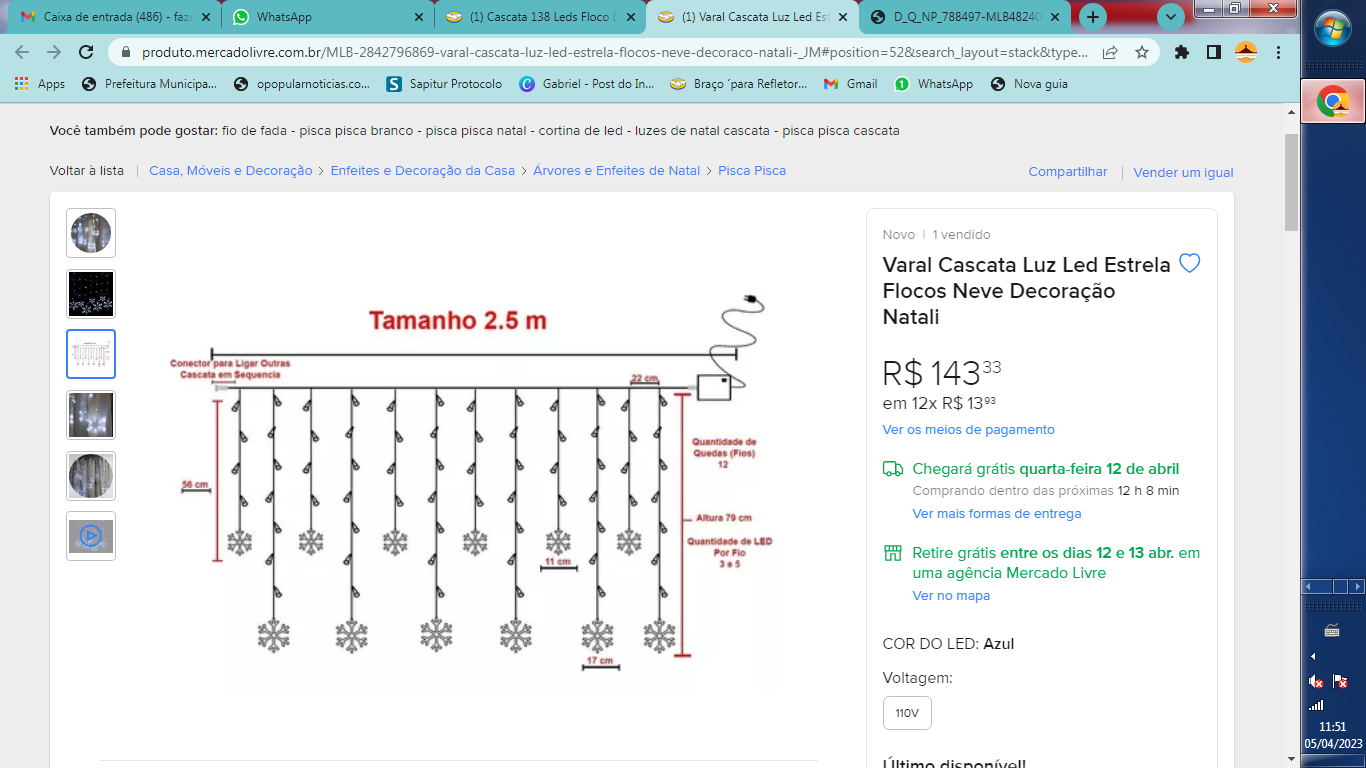 Caixa de entrada (486) - faze
WhatsApp
(1) Cascata 138 Leds Floco D
(1) Varal Cascata Luz Led Est
D_Q_NP_788497-MLB48240
produto.mercadolivre.com.br/MLB-2842796869-varal-cascata-luz-led-estrela-flocos-neve-decoraco-natali-_JM#position=52&search_layout=stack&type...
Apps
Prefeitura Municipa...
opopularnoticias.co...
Sapitur Protocolo
Gabriel - Post do In...
Braço ´para Refletor...
Gmail
WhatsApp
Nova guia
Você também pode gostar: fio de fada - pisca pisca branco - pisca pisca natal - cortina de led - luzes de natal cascata - pisca pisca cascata
Voltar à lista
Casa, Móveis e Decoração > Enfeites e Decoração da Casa > Árvores e Enfeites de Natal > Pisca Pisca
Compartilhar
Vender um igual
Tamanho 2.5 m
Conector para Ligar Outras
Cascata em Sequencia
22 cm
Quantidade de
Quedas (Fios)
12
56 cm
Altura 79 cm
Quantidade de LED
Por Fio
3 e 5
11 cm
17 cm
Novo | 1 vendido
Varal Cascata Luz Led Estrela
Flocos Neve Decoração
Natali
R$ 143 33
em 12x R$ 13 93
Ver os meios de pagamento
Chegará grátis quarta-feira 12 de abril
Comprando dentro das próximas 12 h 8 min
Ver mais formas de entrega
Retire grátis entre os dias 12 e 13 abr. em
uma agência Mercado Livre
Ver no mapa
COR DO LED: Azul
Voltagem:
110V
Último disponível!
11:51
05/04/2023